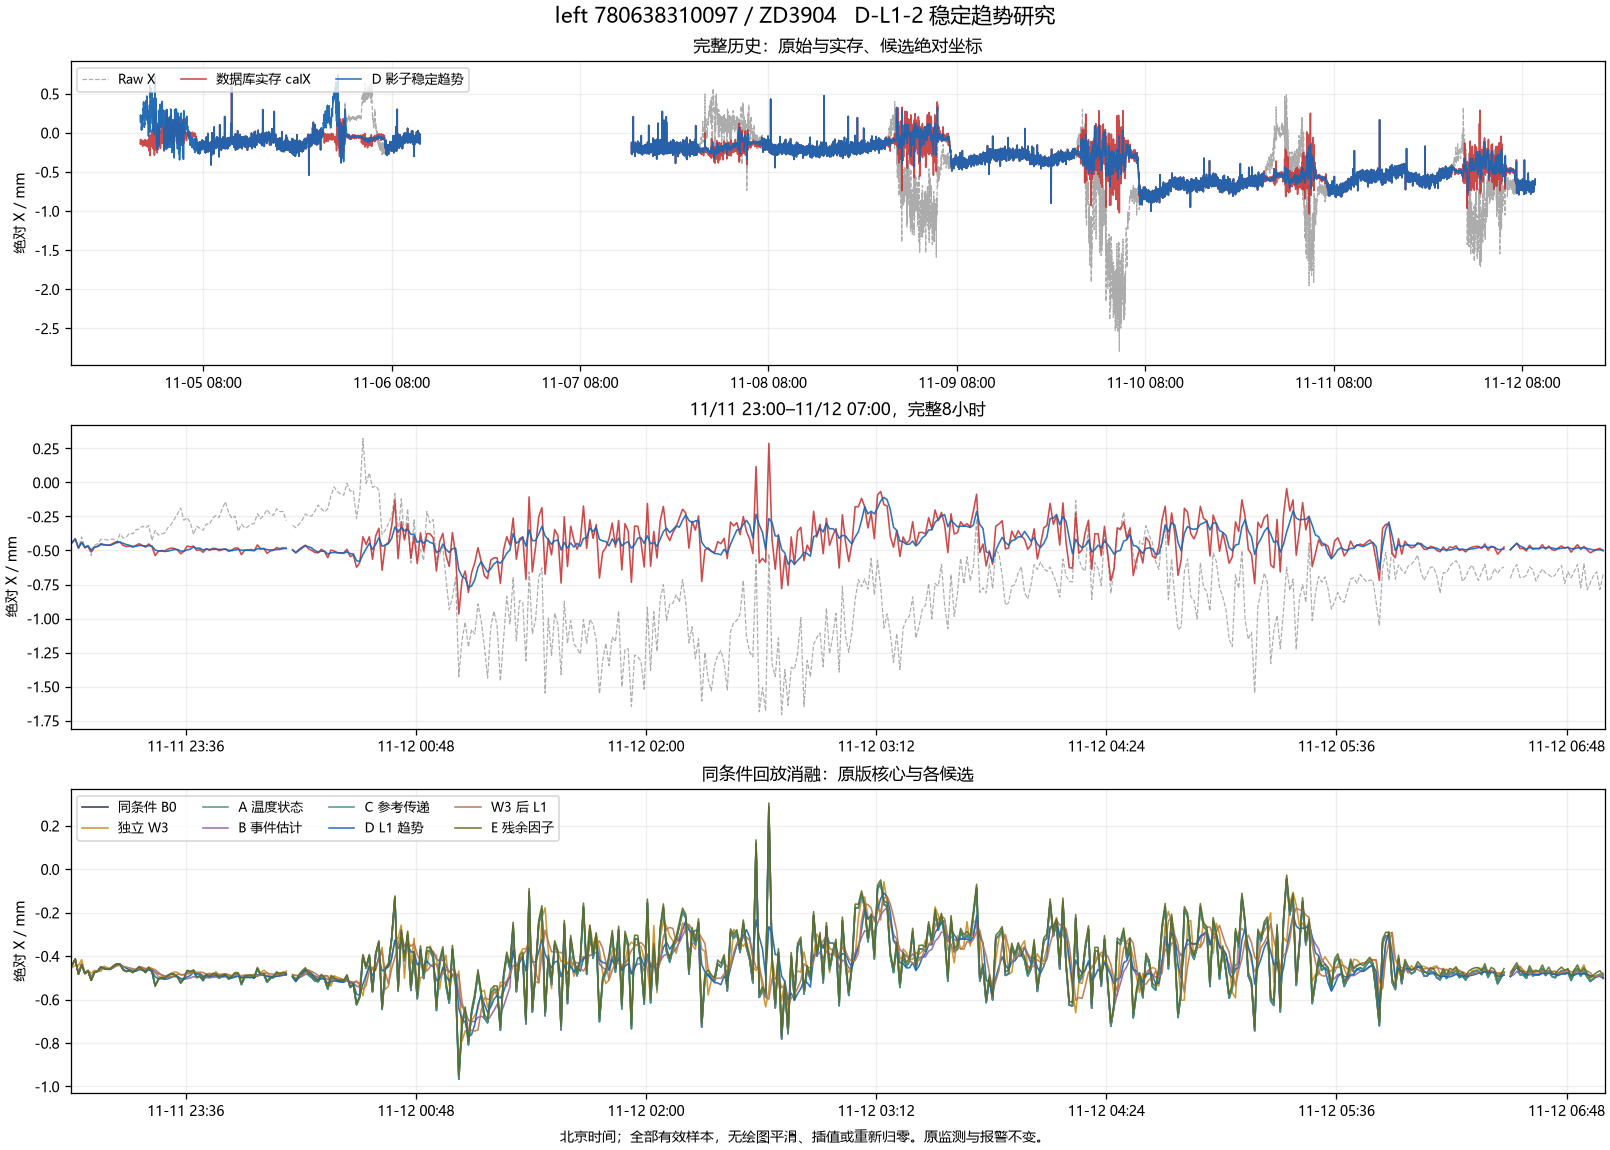 left 780638310097 / ZD3904   D-L1-2 稳定趋势研究
完整历史：原始与实存、候选绝对坐标
Raw X
数据库实存 calX
D 影子稳定趋势
绝对 X / mm
0.5
0.0
-0.5
-1.0
-1.5
-2.0
-2.5
11-05 08:00
11-06 08:00
11-07 08:00
11-08 08:00
11-09 08:00
11-10 08:00
11-11 08:00
11-12 08:00
11/11 23:00–11/12 07:00，完整8小时
绝对 X / mm
0.25
0.00
-0.25
-0.50
-0.75
-1.00
-1.25
-1.50
-1.75
11-11 23:36
11-12 00:48
11-12 02:00
11-12 03:12
11-12 04:24
11-12 05:36
11-12 06:48
同条件回放消融：原版核心与各候选
同条件 B0
A 温度状态
C 参考传递
W3 后 L1
独立 W3
B 事件估计
D L1 趋势
E 残余因子
绝对 X / mm
0.2
0.0
-0.2
-0.4
-0.6
-0.8
-1.0
11-11 23:36
11-12 00:48
11-12 02:00
11-12 03:12
11-12 04:24
11-12 05:36
11-12 06:48
北京时间；全部有效样本，无绘图平滑、插值或重新归零。原监测与报警不变。